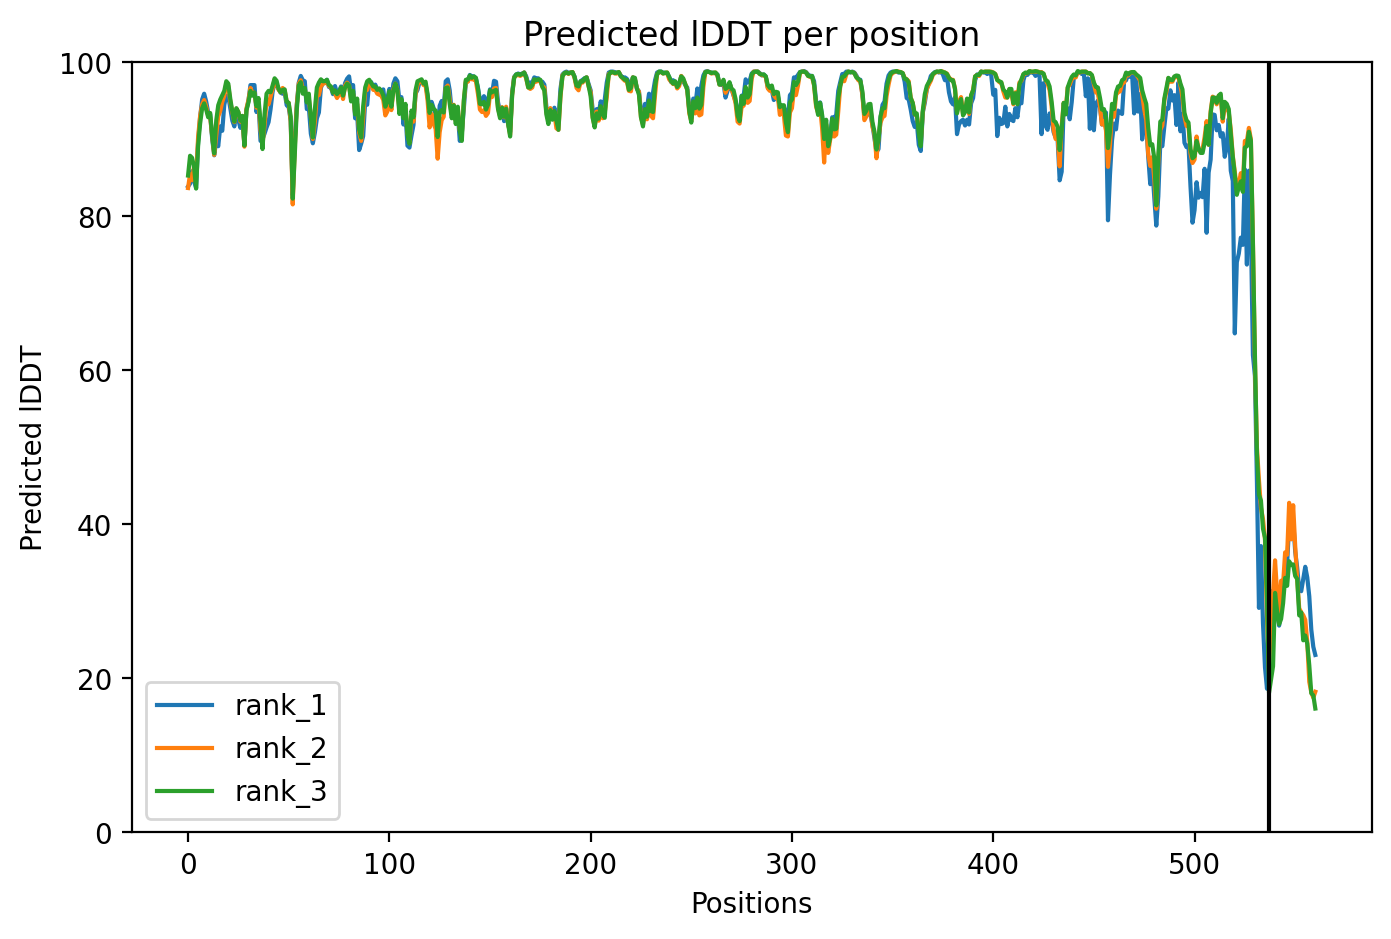 Predicted lDDT per position
Predicted lDDT
100
80
60
40
20
0
rank_1
rank_2
rank_3
0 100 200 300 400 500
Positions